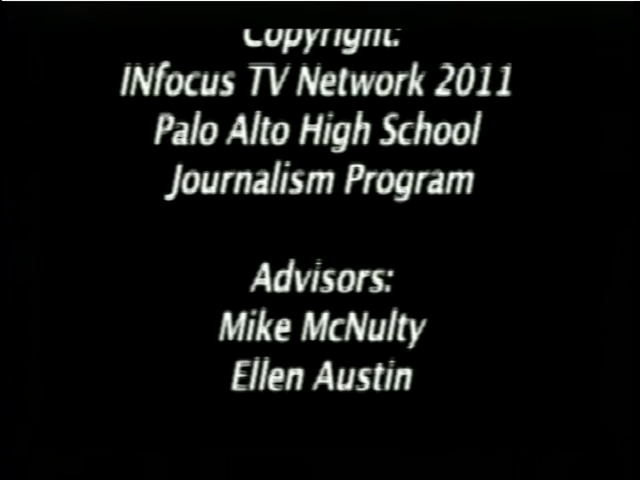 Copyright:
INfocus TV Network 2011
Palo Alto High School
Journalism Program
Advisors:
Mike McNulty
Ellen Austin